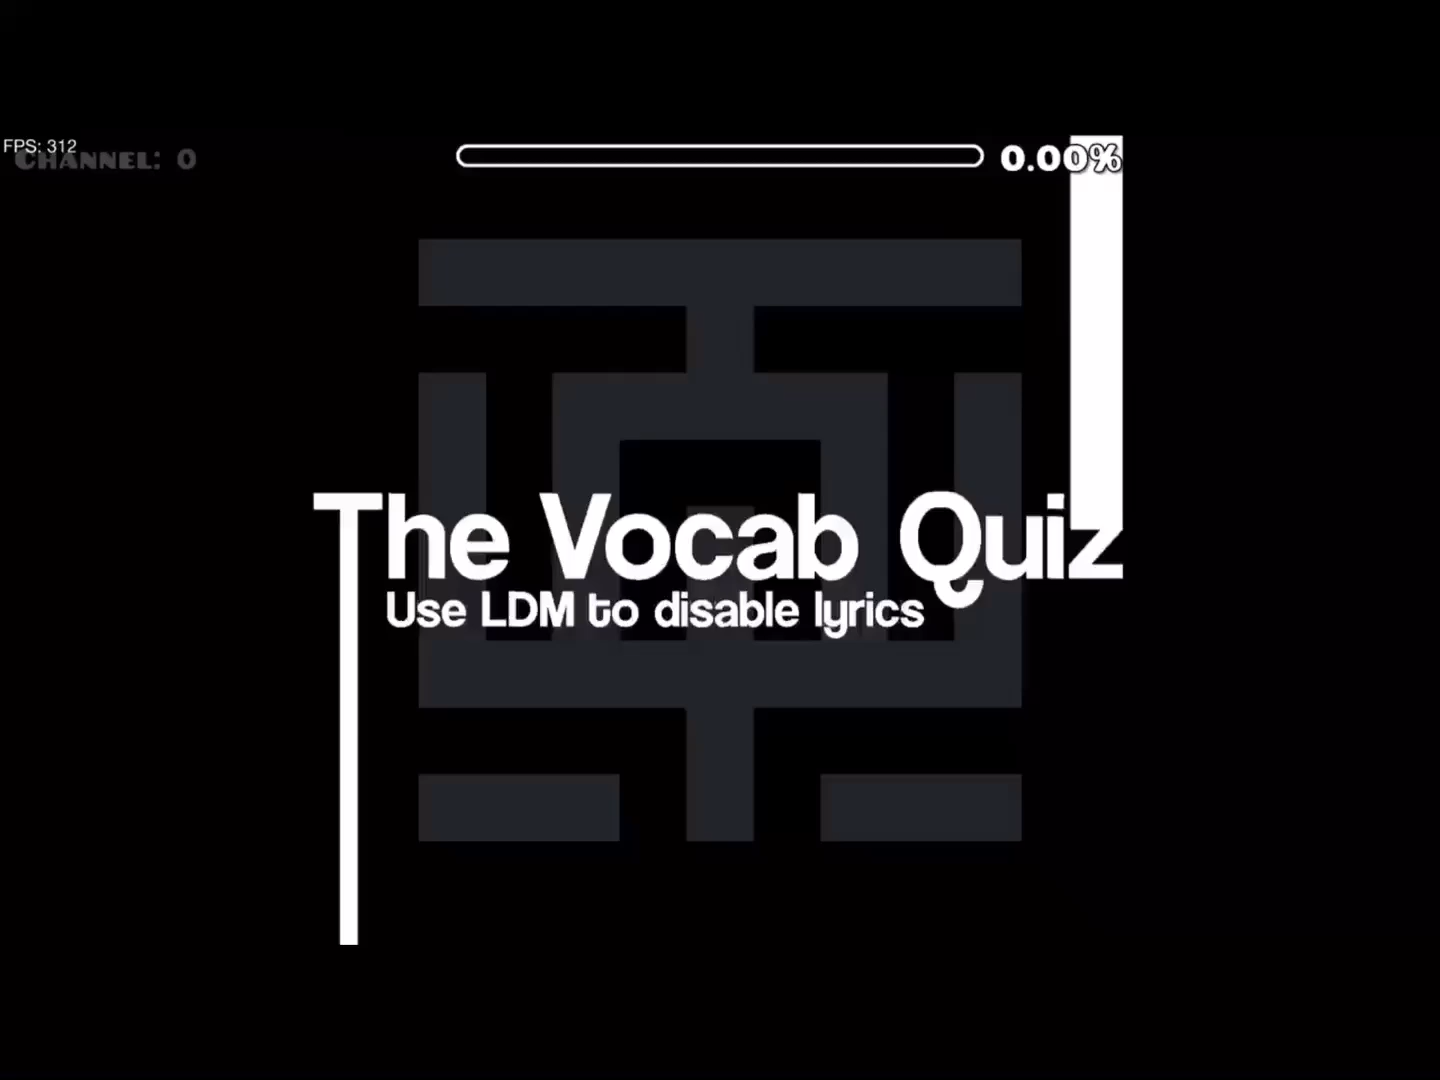 FPS: 312
CHANNEL: 0
0.00%
The Vocab Quiz
Use LDM to disable lyrics